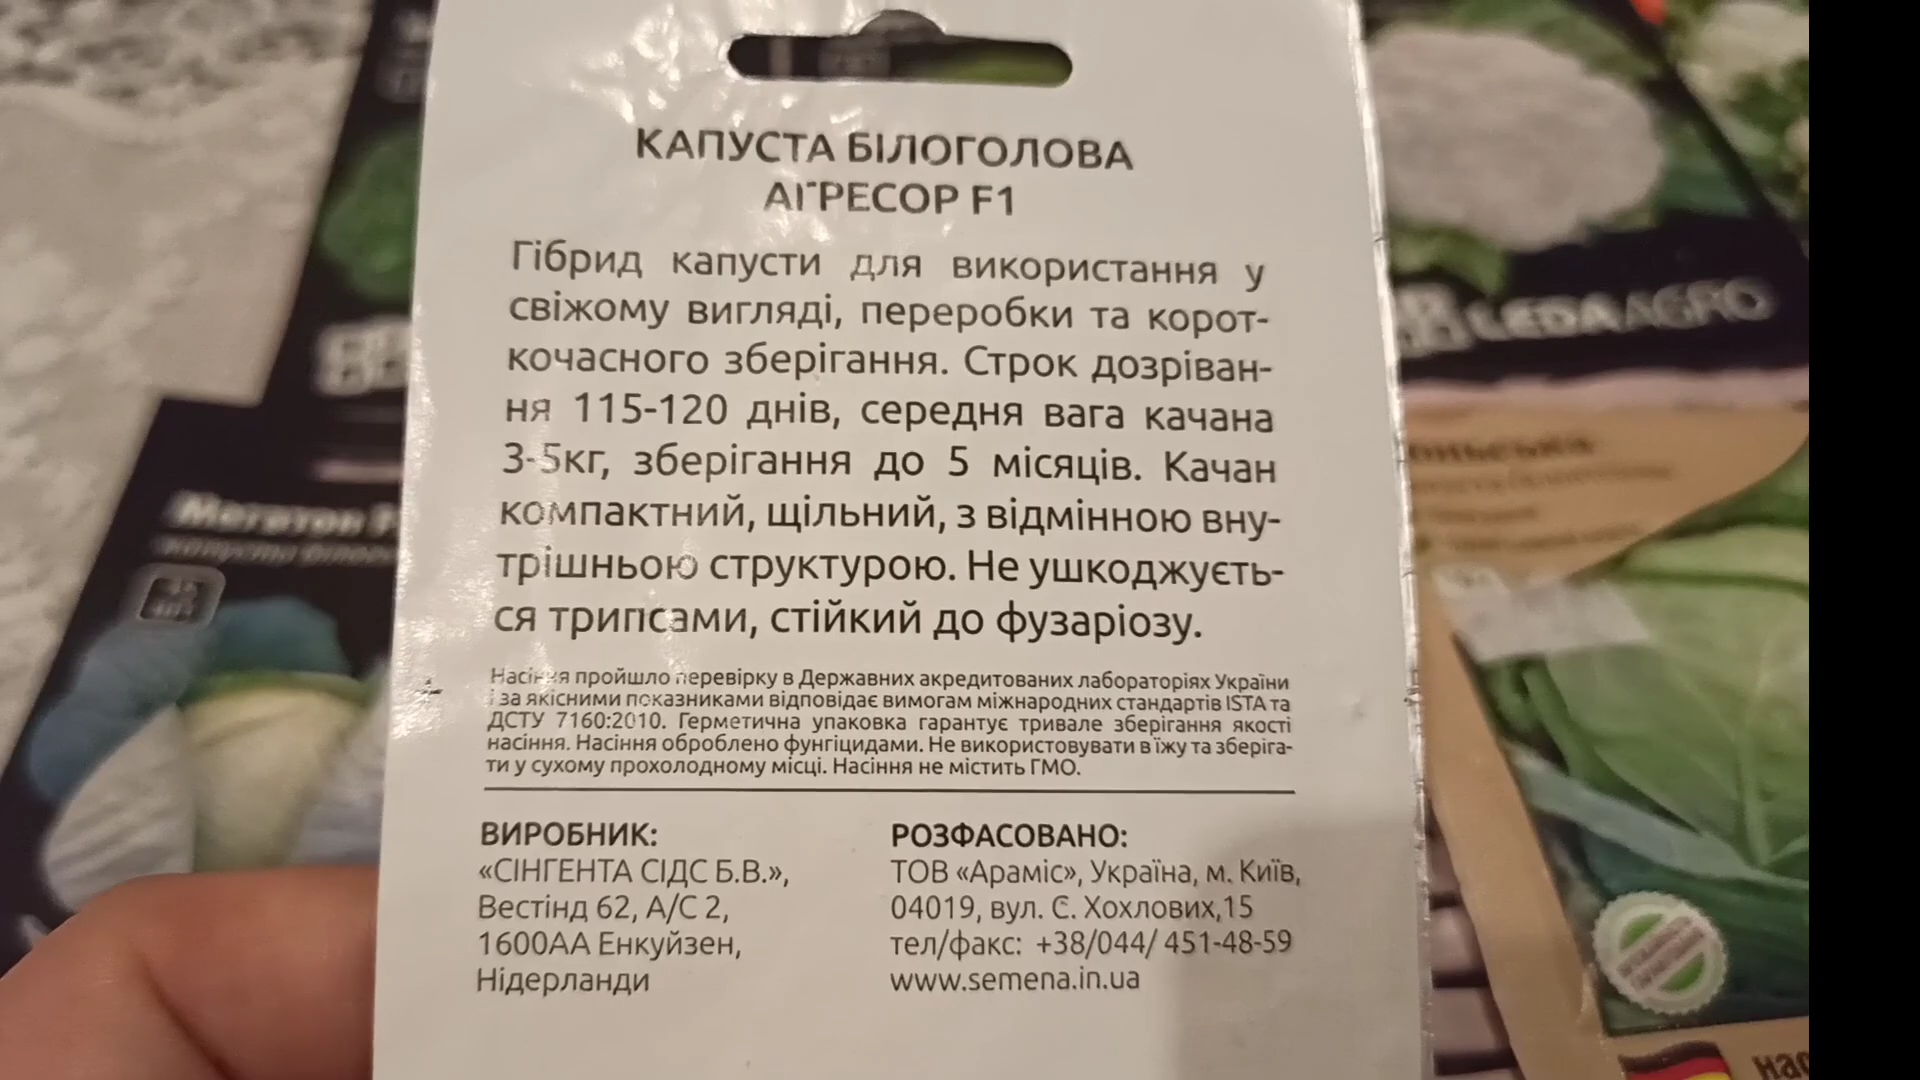 КАПУСТА БІЛОГОЛОВА
АҐРЕСОР F1
Гібрид капусти для використання у
свіжому вигляді, переробки та корот-
кочасного зберігання. Строк дозріван-
ня 115-120 днів, середня вага качана
3-5кг, зберігання до 5 місяців. Качан
компактний, щільний, з відмінною вну-
трішньою структурою. Не ушкоджуєть-
ся трипсами, стійкий до фузаріозу.
Насіння пройшло перевірку в Державних акредитованих лабораторіях України
і за якісними показниками відповідає вимогам міжнародних стандартів ISTA та
ДСТУ 7160:2010. Герметична упаковка гарантує тривале зберігання якості
насіння. Насіння оброблено фунгіцидами. Не використовувати в їжу та зберіга-
ти у сухому прохолодному місці. Насіння не містить ГМО.
ВИРОБНИК:
«СІНГЕНТА СІДС Б.В.»,
Вестінд 62, А/С 2,
1600АА Енкуйзен,
Нідерланди
РОЗФАСОВАНО:
ТОВ «Араміс», Україна, м. Київ,
04019, вул. Є. Хохлових,15
тел/факс: +38/044/ 451-48-59
www.semena.in.ua
LEDAAGRO
Мегатон